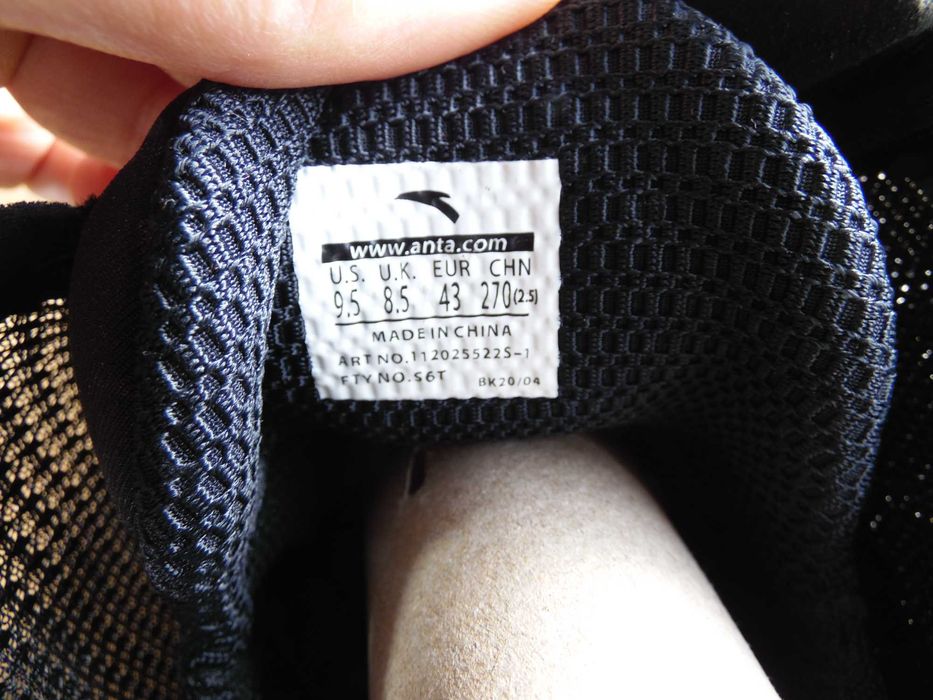 www.anta.com
U.S. U.K. EUR CHN
9.5 8.5 43 270(2.5)
MADE IN CHINA
ART NO.112025522S-1
FTY NO.S6T BK20/04